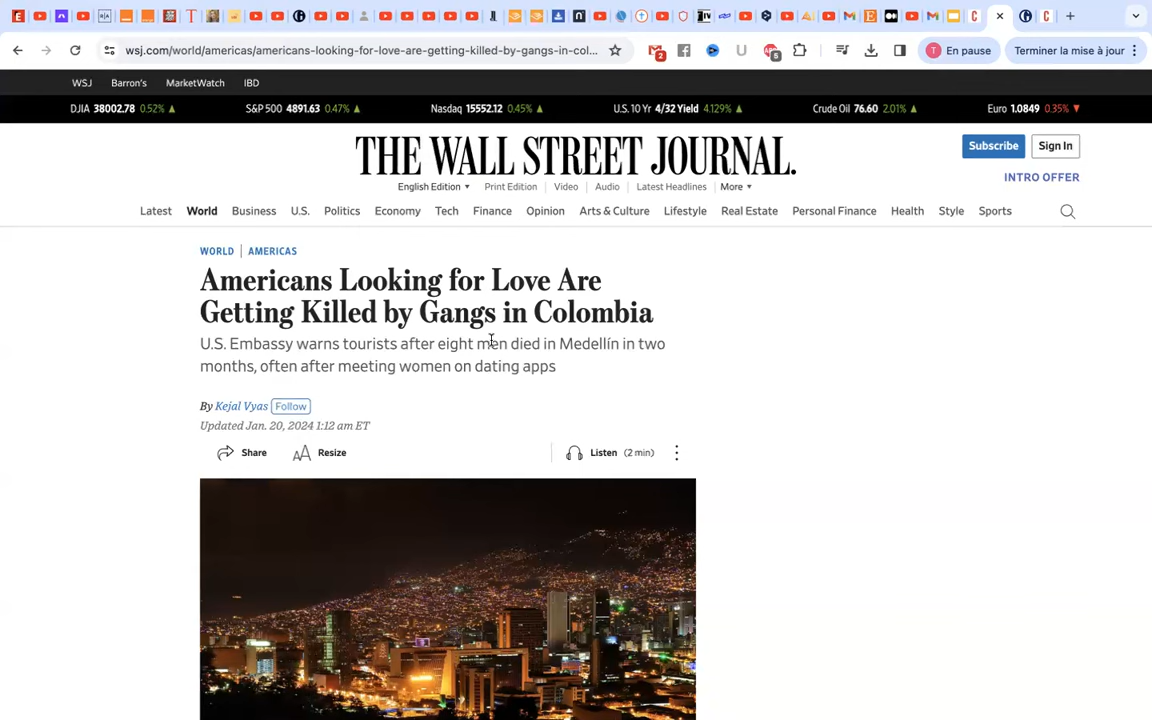 wsj.com/world/americas/americans-looking-for-love-are-getting-killed-by-gangs-in-col...
2
5
T En pause
Terminer la mise à jour
WSJ Barron's MarketWatch IBD
DJIA 38002.78 0.52% ▲ S&P 500 4891.63 0.47% ▲ Nasdaq 15552.12 0.45% ▲ U.S. 10 Yr 4/32 Yield 4.129% ▲ Crude Oil 76.60 2.01% ▲ Euro 1.0849 0.35% ▼
THE WALL STREET JOURNAL.
Subscribe Sign In
English Edition Print Edition Video Audio Latest Headlines More
INTRO OFFER
Latest World Business U.S. Politics Economy Tech Finance Opinion Arts & Culture Lifestyle Real Estate Personal Finance Health Style Sports
WORLD | AMERICAS
Americans Looking for Love Are
Getting Killed by Gangs in Colombia
U.S. Embassy warns tourists after eight men died in Medellín in two
months, often after meeting women on dating apps
By Kejal Vyas Follow
Updated Jan. 20, 2024 1:12 am ET
Share AA Resize Listen (2 min)